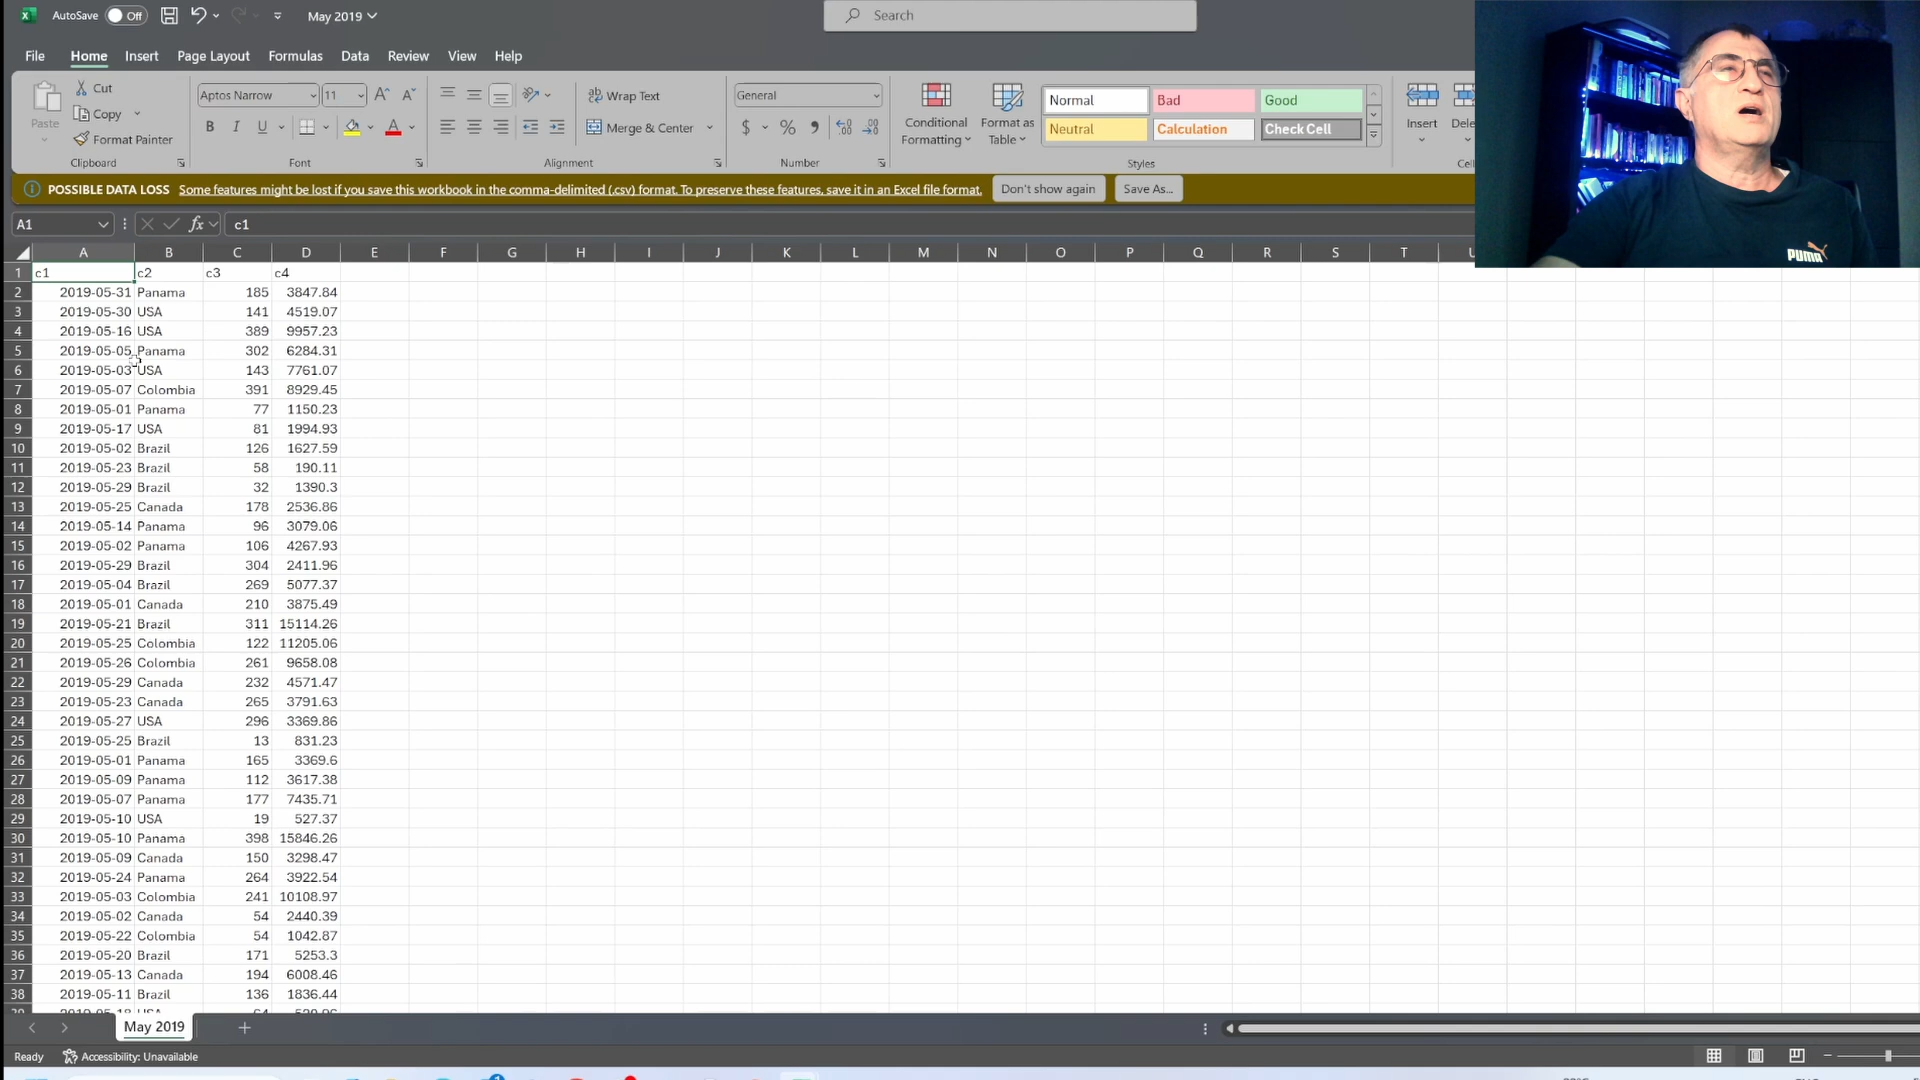 AutoSave Off May 2019 Search
File Home Insert Page Layout Formulas Data Review View Help
Paste Cut Copy Format Painter
Clipboard
Aptos Narrow 11
B I U
Font
Wrap Text
Merge & Center
Alignment
General
$ % 
Number
Conditional Formatting
Format as Table
Normal Bad Good
Neutral Calculation Check Cell
Styles
Insert
PUMA
POSSIBLE DATA LOSS Some features might be lost if you save this workbook in the comma-delimited (.csv) format. To preserve these features, save it in an Excel file format. Don't show again Save As...
A1 fx c1
A B C D E F G H I J K L M N O P Q R S T
1 c1 c2 c3 c4
2 2019-05-31 Panama 185 3847.84
3 2019-05-30 USA 141 4519.07
4 2019-05-16 USA 389 9957.23
5 2019-05-05 Panama 302 6284.31
6 2019-05-03 USA 143 7761.07
7 2019-05-07 Colombia 391 8929.45
8 2019-05-01 Panama 77 1150.23
9 2019-05-17 USA 81 1994.93
10 2019-05-02 Brazil 126 1627.59
11 2019-05-23 Brazil 58 190.11
12 2019-05-29 Brazil 32 1390.3
13 2019-05-25 Canada 178 2536.86
14 2019-05-14 Panama 96 3079.06
15 2019-05-02 Panama 106 4267.93
16 2019-05-29 Brazil 304 2411.96
17 2019-05-04 Brazil 269 5077.37
18 2019-05-01 Canada 210 3875.49
19 2019-05-21 Brazil 311 15114.26
20 2019-05-25 Colombia 122 11205.06
21 2019-05-26 Colombia 261 9658.08
22 2019-05-29 Canada 232 4571.47
23 2019-05-23 Canada 265 3791.63
24 2019-05-27 USA 296 3369.86
25 2019-05-25 Brazil 13 831.23
26 2019-05-01 Panama 165 3369.6
27 2019-05-09 Panama 112 3617.38
28 2019-05-07 Panama 177 7435.71
29 2019-05-10 USA 19 527.37
30 2019-05-10 Panama 398 15846.26
31 2019-05-09 Canada 150 3298.47
32 2019-05-24 Panama 264 3922.54
33 2019-05-03 Colombia 241 10108.97
34 2019-05-02 Canada 54 2440.39
35 2019-05-22 Colombia 54 1042.87
36 2019-05-20 Brazil 171 5253.3
37 2019-05-13 Canada 194 6008.46
38 2019-05-11 Brazil 136 1836.44
May 2019
Ready Accessibility: Unavailable